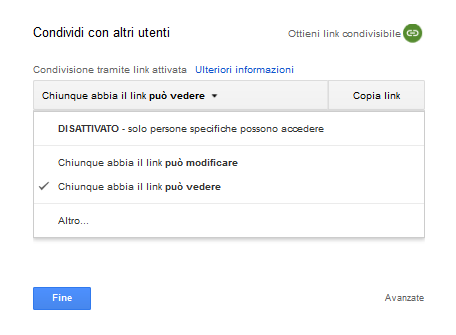 Condividi con altri utenti
Ottieni link condivisibile
Condivisione tramite link attivata Ulteriori informazioni
Chiunque abbia il link può vedere
Copia link
DISATTIVATO - solo persone specifiche possono accedere
Chiunque abbia il link può modificare
Chiunque abbia il link può vedere
Altro...
Fine
Avanzate